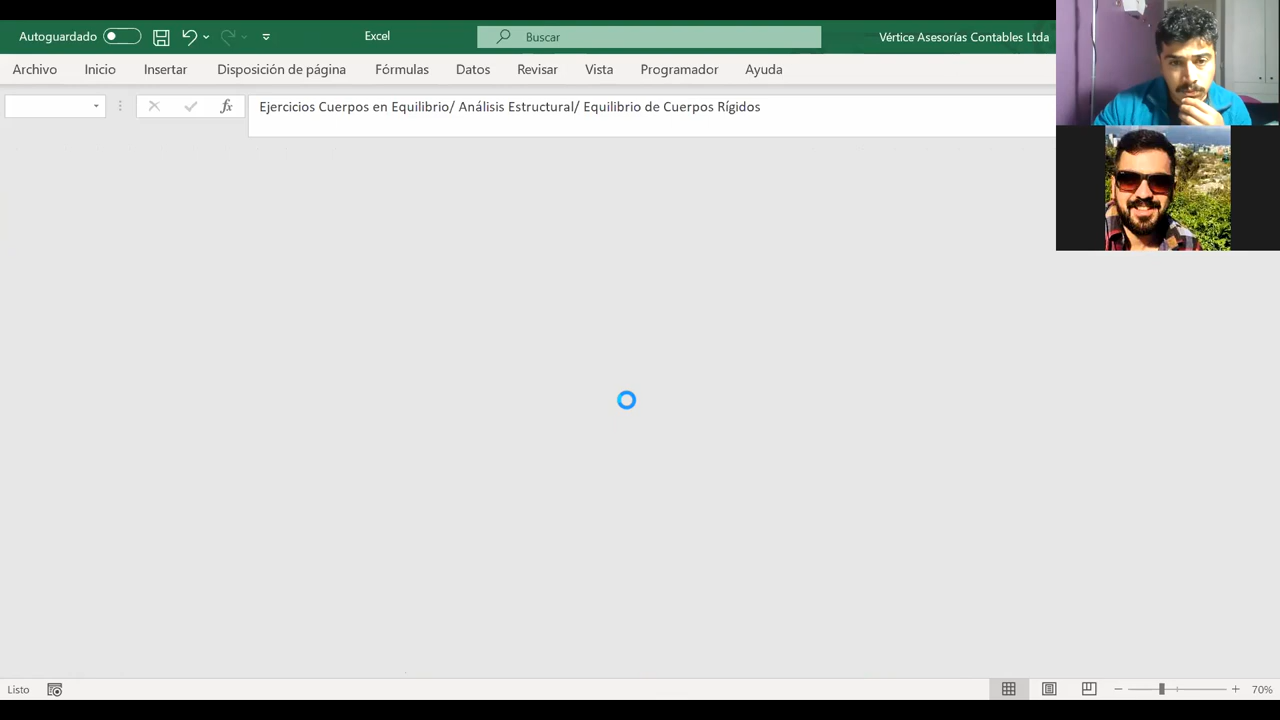 Autoguardado Excel Buscar Vértice Asesorías Contables Ltda
Archivo Inicio Insertar Disposición de página Fórmulas Datos Revisar Vista Programador Ayuda
fx Ejercicios Cuerpos en Equilibrio/ Análisis Estructural/ Equilibrio de Cuerpos Rígidos
Listo 70%